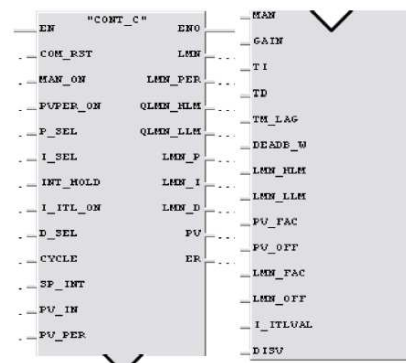 "CONT_C"
EN ENO
COM_RST LMN
MAN_ON LMN_PER
PVPER_ON QLMN_HLM
P_SEL QLMN_LLM
I_SEL LMN_P
INT_HOLD LMN_I
I_ITL_ON LMN_D
D_SEL PV
CYCLE ER
SP_INT
PV_IN
PV_PER
MAN
GAIN
TI
TD
TM_LAG
DEADB_W
LMN_HLM
LMN_LLM
PV_FAC
PV_OFF
LMN_FAC
LMN_OFF
I_ITLVAL
DISV